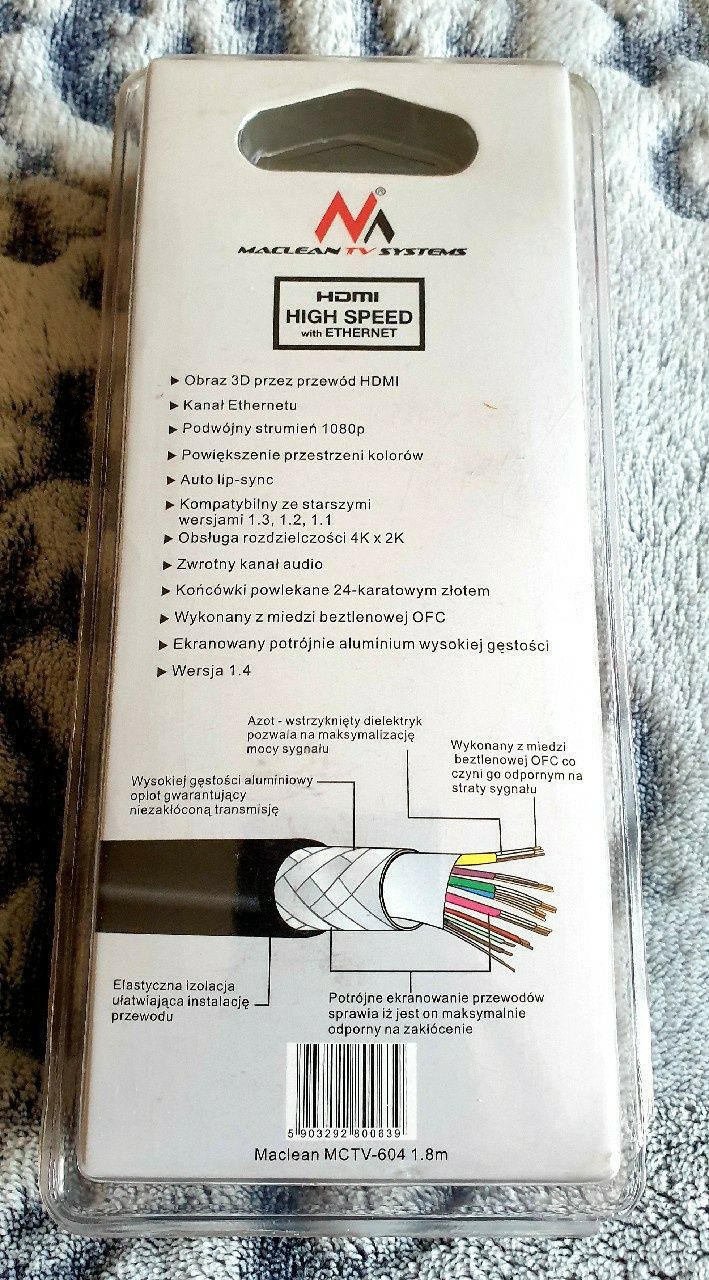 ®
MACLEAN TV SYSTEMS
HDMI
HIGH SPEED
with ETHERNET
▶ Obraz 3D przez przewód HDMI
▶ Kanał Ethernetu
▶ Podwójny strumień 1080p
▶ Powiększenie przestrzeni kolorów
▶ Auto lip-sync
▶ Kompatybilny ze starszymi
wersjami 1.3, 1.2, 1.1
▶ Obsługa rozdzielczości 4K x 2K
▶ Zwrotny kanał audio
▶ Końcówki powlekane 24-karatowym złotem
▶ Wykonany z miedzi beztlenowej OFC
▶ Ekranowany potrójnie aluminium wysokiej gęstości
▶ Wersja 1.4
Azot - wstrzyknięty dielektryk
pozwala na maksymalizację
mocy sygnału
Wykonany z miedzi
beztlenowej OFC co
czyni go odpornym na
straty sygnału
Wysokiej gęstości aluminiowy
oplot gwarantujący
niezakłóconą transmisję
Elastyczna izolacja
ułatwiająca instalację
przewodu
Potrójne ekranowanie przewodów
sprawia iż jest on maksymalnie
odporny na zakłócenie
5 903292 800639
Maclean MCTV-604 1.8m